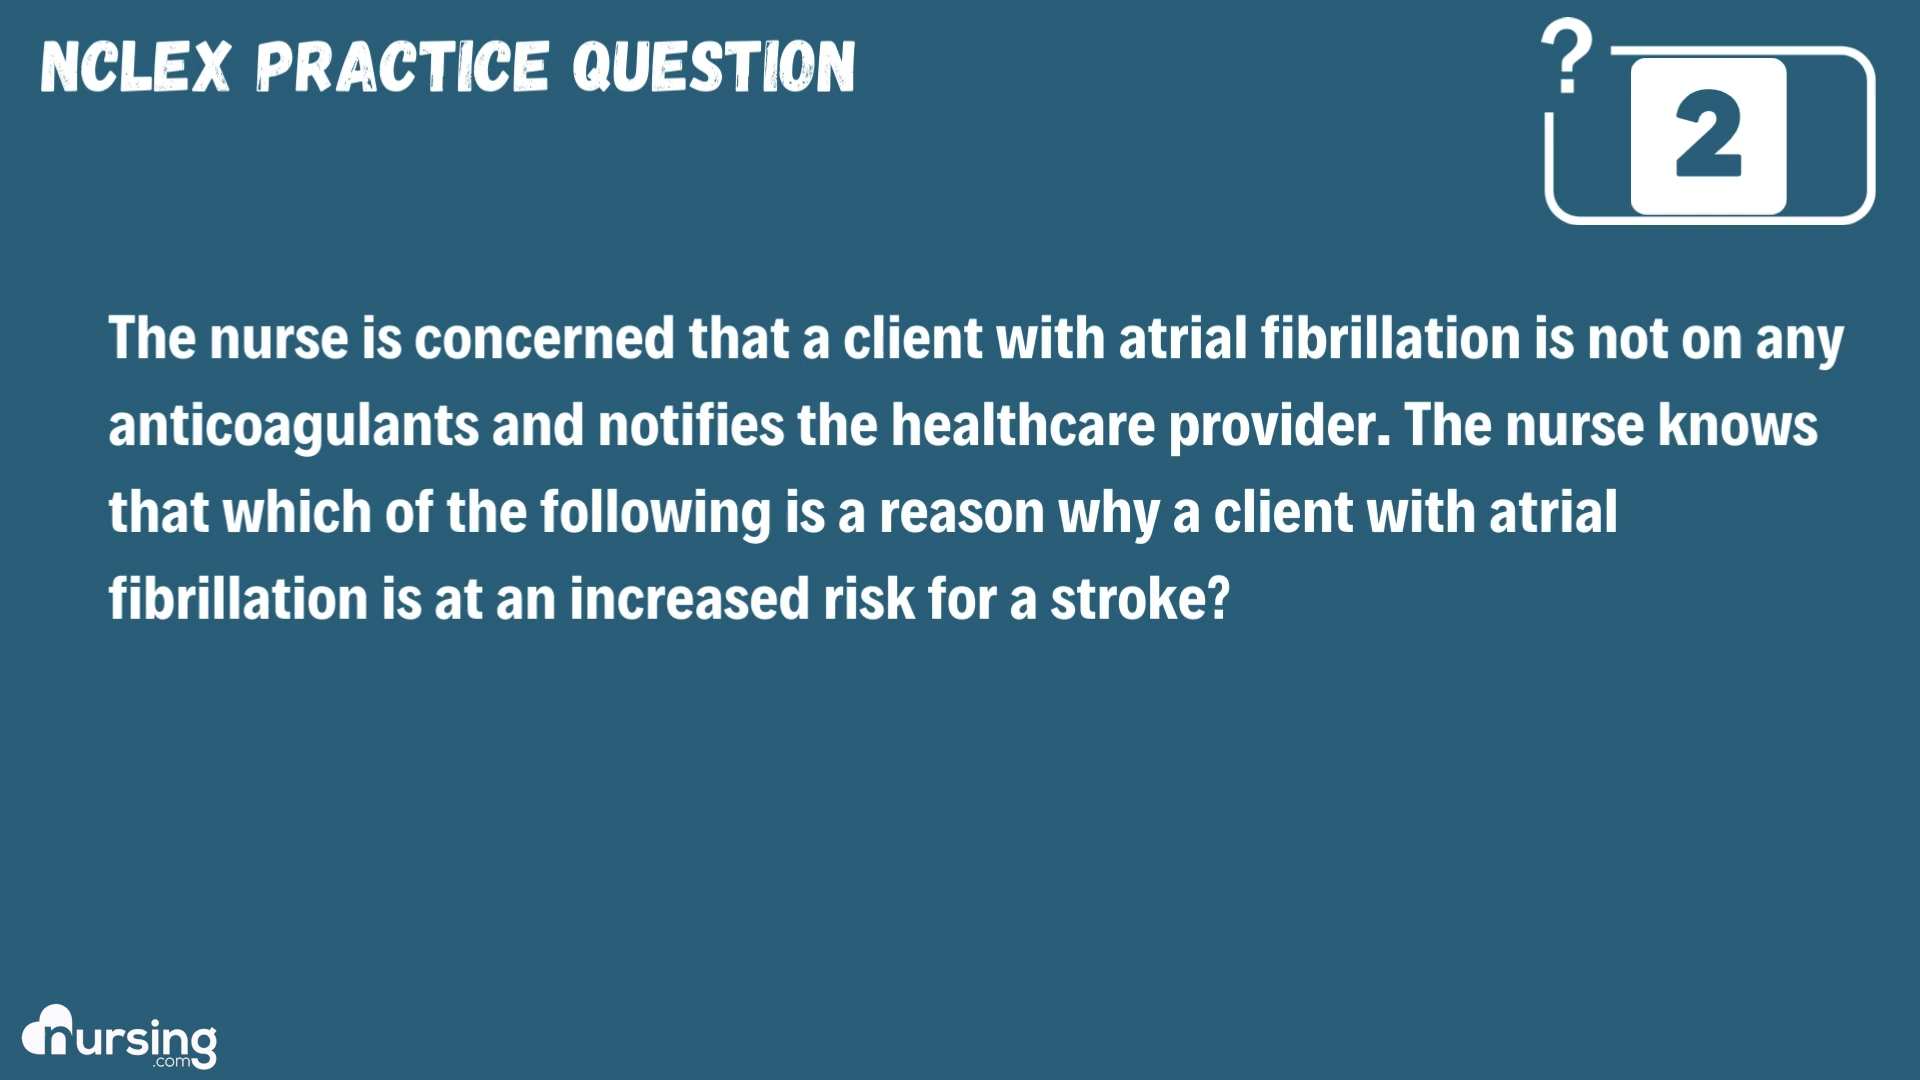 NCLEX PRACTICE QUESTION
?
2
The nurse is concerned that a client with atrial fibrillation is not on any
anticoagulants and notifies the healthcare provider. The nurse knows
that which of the following is a reason why a client with atrial
fibrillation is at an increased risk for a stroke?
nursing
.com